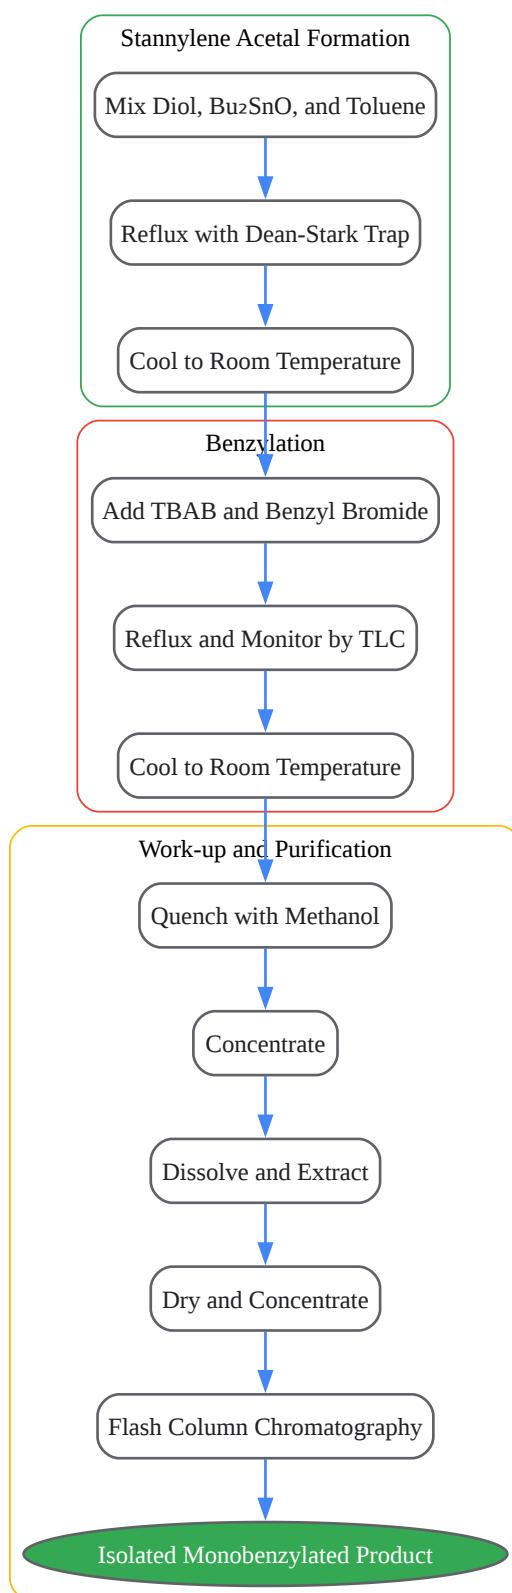 Stannylene Acetal Formation
Mix Diol, Bu₂SnO, and Toluene
Reflux with Dean-Stark Trap
Cool to Room Temperature
Benzylation
Add TBAB and Benzyl Bromide
Reflux and Monitor by TLC
Cool to Room Temperature
Work-up and Purification
Quench with Methanol
Concentrate
Dissolve and Extract
Dry and Concentrate
Flash Column Chromatography
Isolated Monobenzylated Product